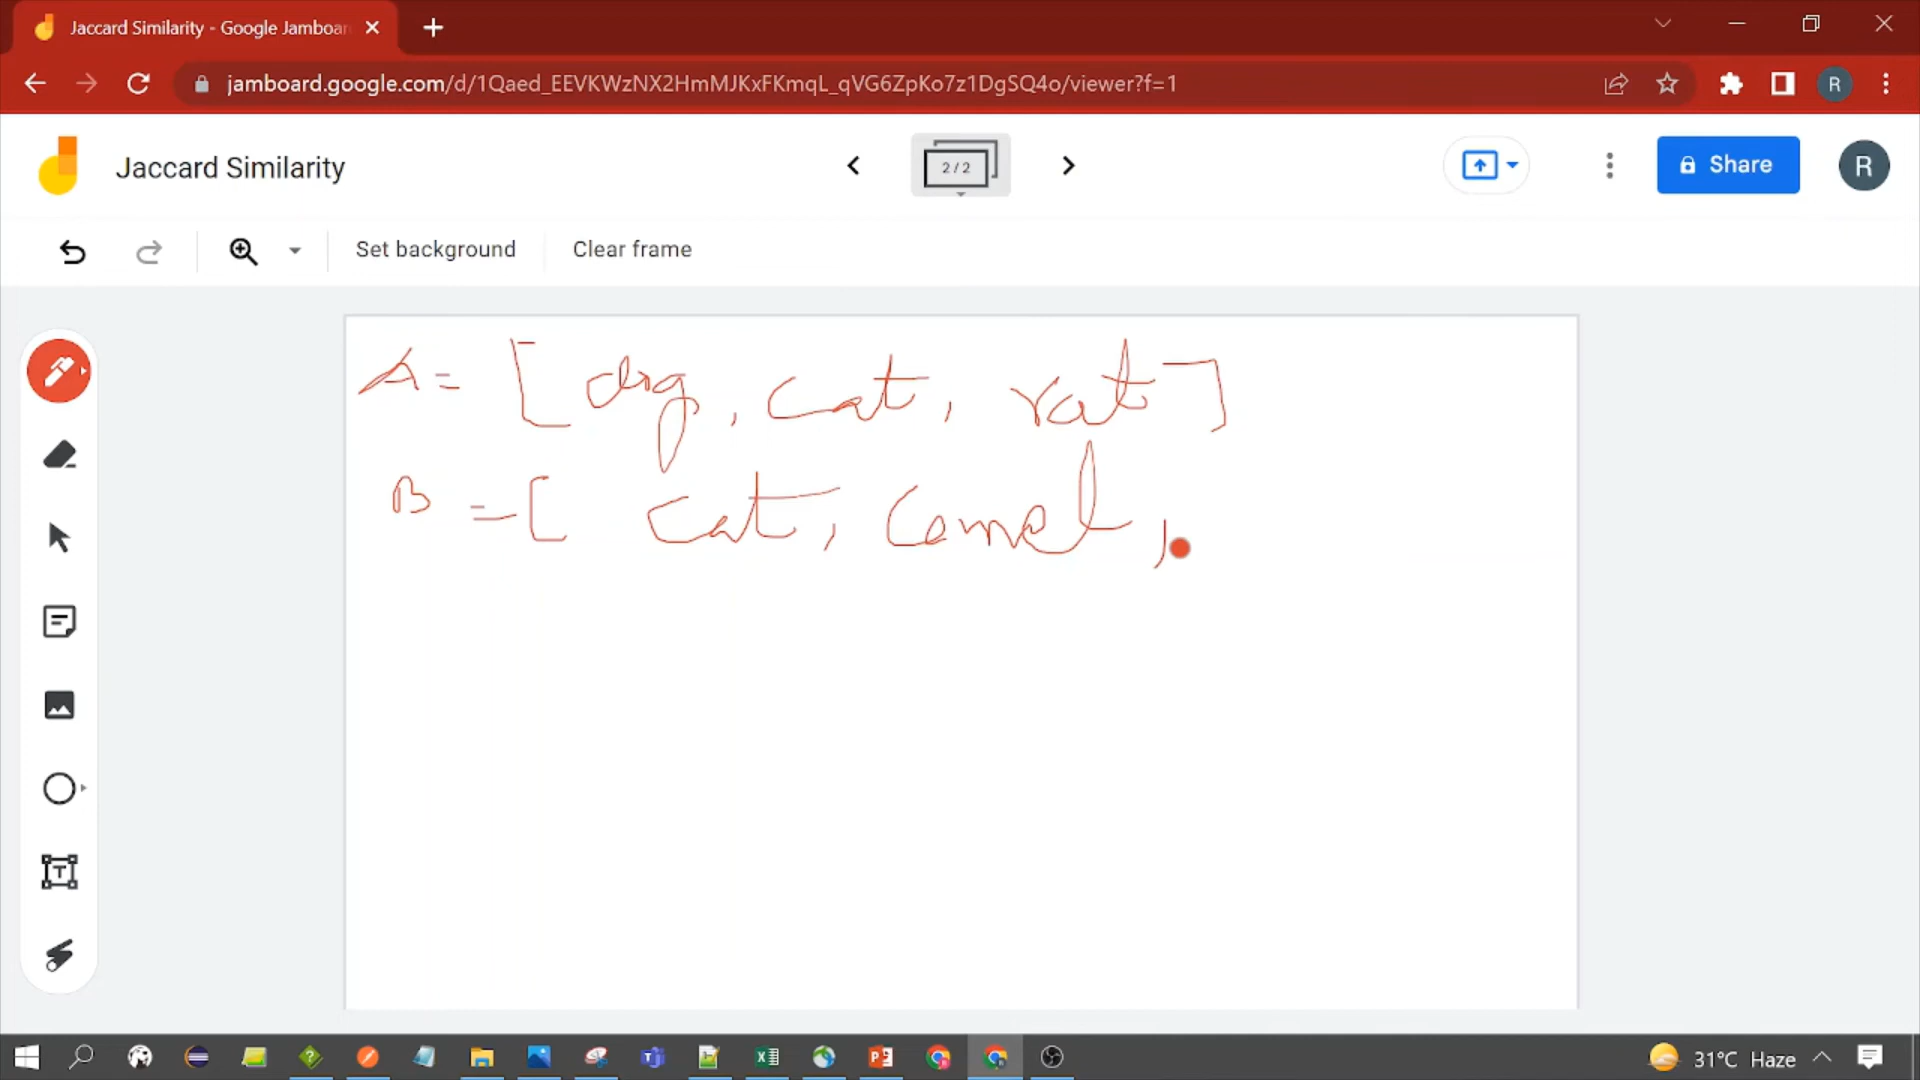 Jaccard Similarity - Google Jamboar
jamboard.google.com/d/1Qaed_EEVKWzNX2HmMJKxFKmqL_qVG6ZpKo7z1DgSQ4o/viewer?f=1
R
Jaccard Similarity
2 / 2
Share
R
Set background
Clear frame
A = [ dog, cat, rat ]
B = [ cat, camel,
31°C Haze